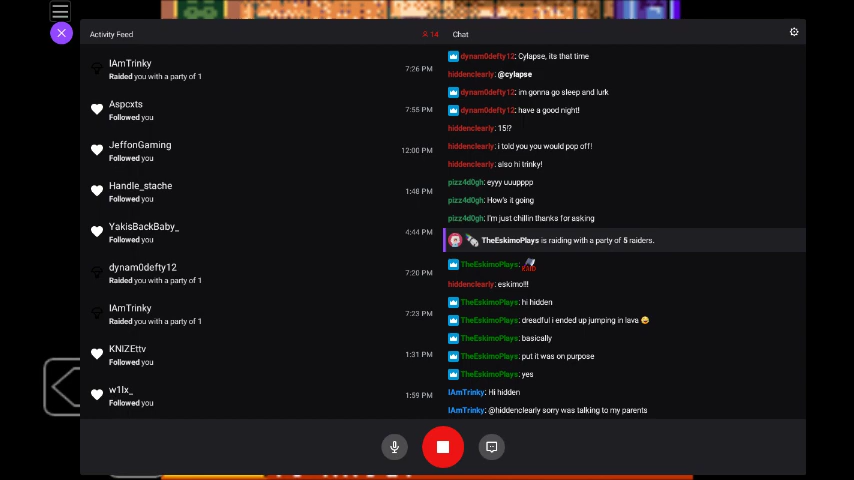 Activity Feed
14
Chat
IAmTrinky
Raided you with a party of 1
7:26 PM
Aspcxts
Followed you
7:55 PM
JeffonGaming
Followed you
12:00 PM
Handle_stache
Followed you
1:48 PM
YakisBackBaby_
Followed you
4:44 PM
dynam0defty12
Raided you with a party of 1
7:20 PM
IAmTrinky
Raided you with a party of 1
7:23 PM
KNIZEttv
Followed you
1:31 PM
w1lx_
Followed you
1:59 PM
dynam0defty12: Cylapse, its that time
hiddenclearly: @cylapse
dynam0defty12: im gonna go sleep and lurk
dynam0defty12: have a good night!
hiddenclearly: 15!?
hiddenclearly: i told you you would pop off!
hiddenclearly: also hi trinky!
pizz4d0gh: eyyy uuupppp
pizz4d0gh: How's it going
pizz4d0gh: I'm just chillin thanks for asking
TheEskimoPlays is raiding with a party of 5 raiders.
TheEskimoPlays: RAID
hiddenclearly: eskimo!!!
TheEskimoPlays: hi hidden
TheEskimoPlays: dreadful i ended up jumping in lava 😂
TheEskimoPlays: basically
TheEskimoPlays: put it was on purpose
TheEskimoPlays: yes
IAmTrinky: Hi hidden
IAmTrinky: @hiddenclearly sorry was talking to my parents